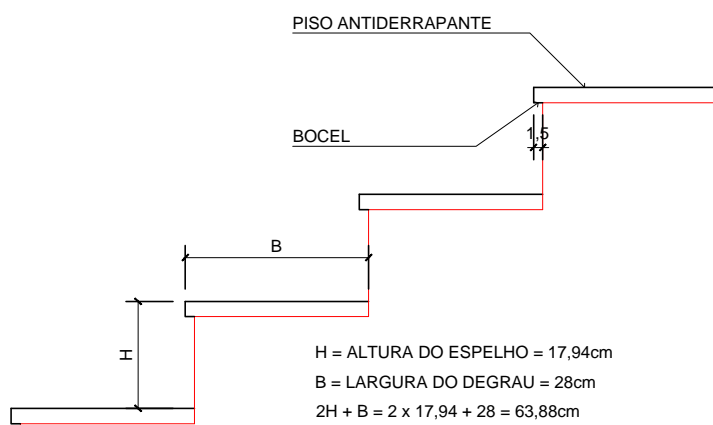 PISO ANTIDERRAPANTE
BOCEL
1,5
B
H
H = ALTURA DO ESPELHO = 17,94cm
B = LARGURA DO DEGRAU = 28cm
2H + B = 2 x 17,94 + 28 = 63,88cm